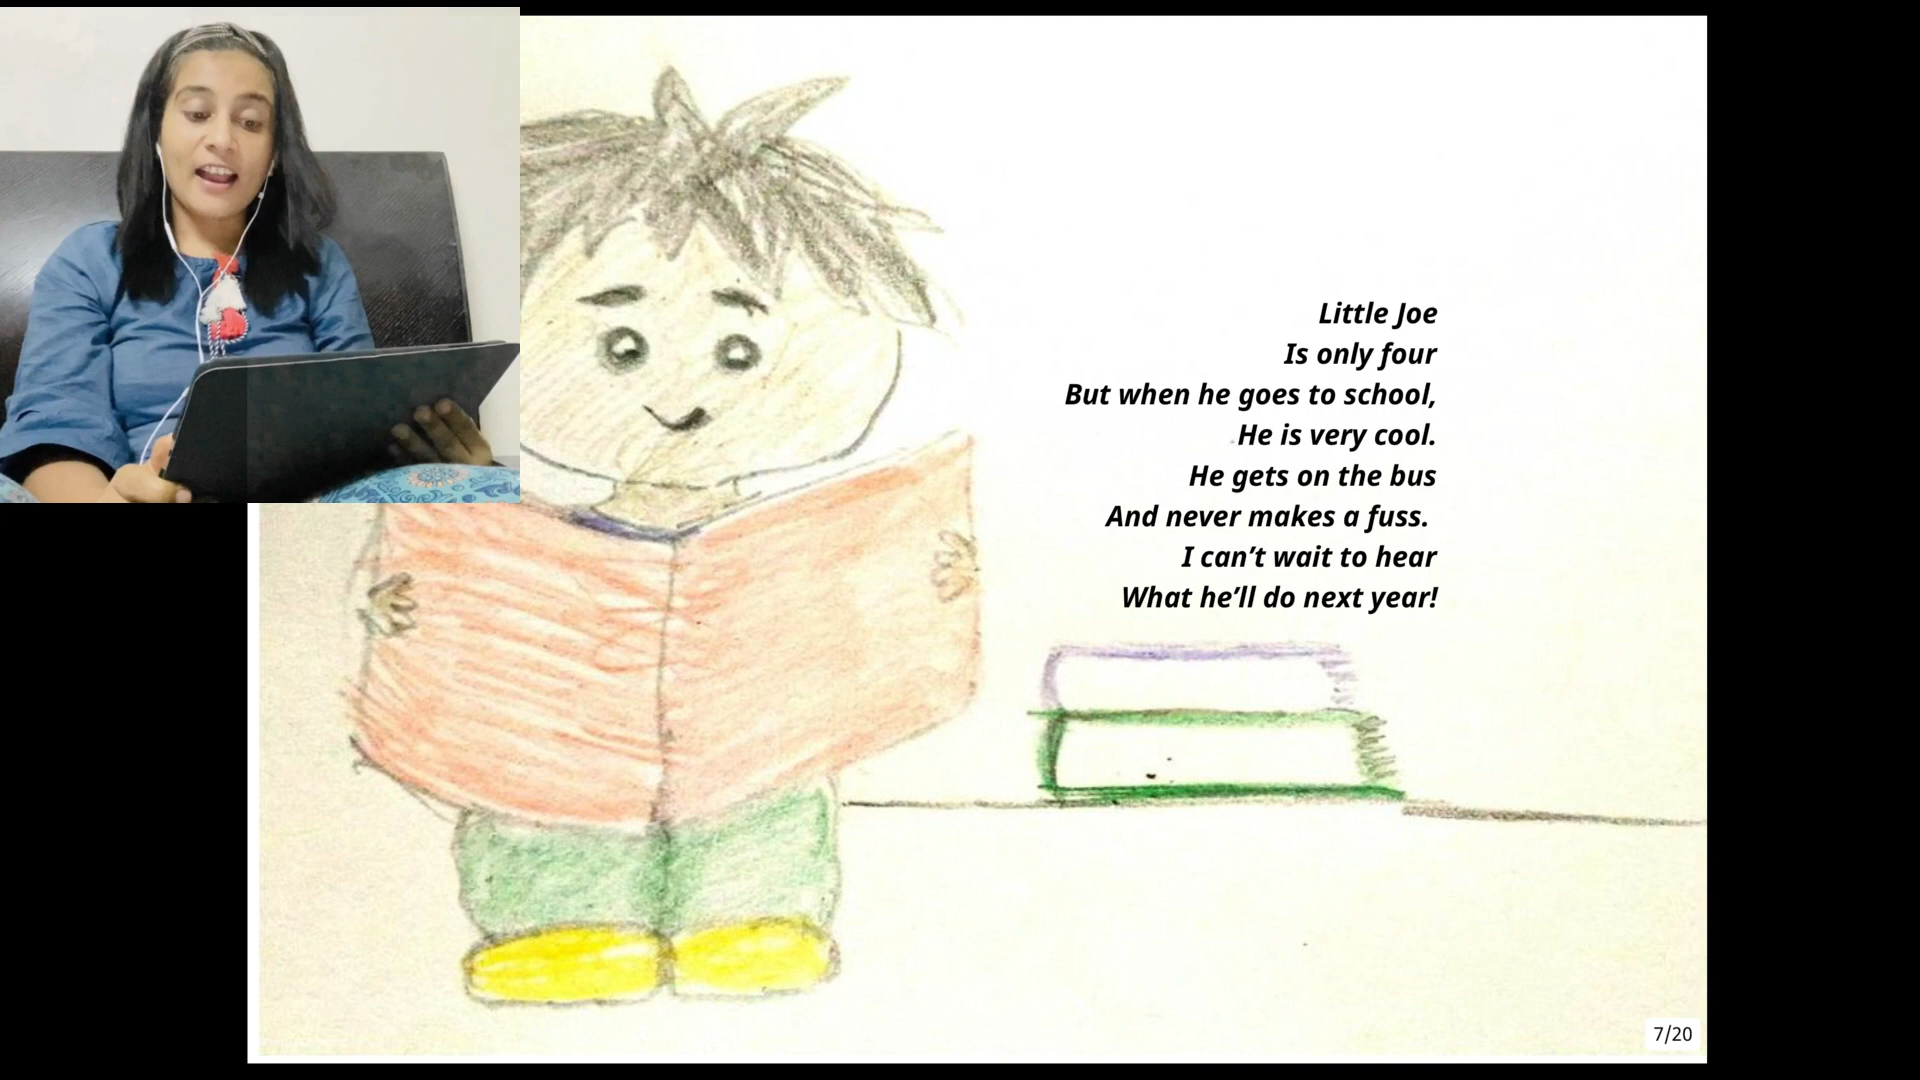 Little Joe
Is only four
But when he goes to school,
He is very cool.
He gets on the bus
And never makes a fuss.
I can’t wait to hear
What he’ll do next year!
7/20